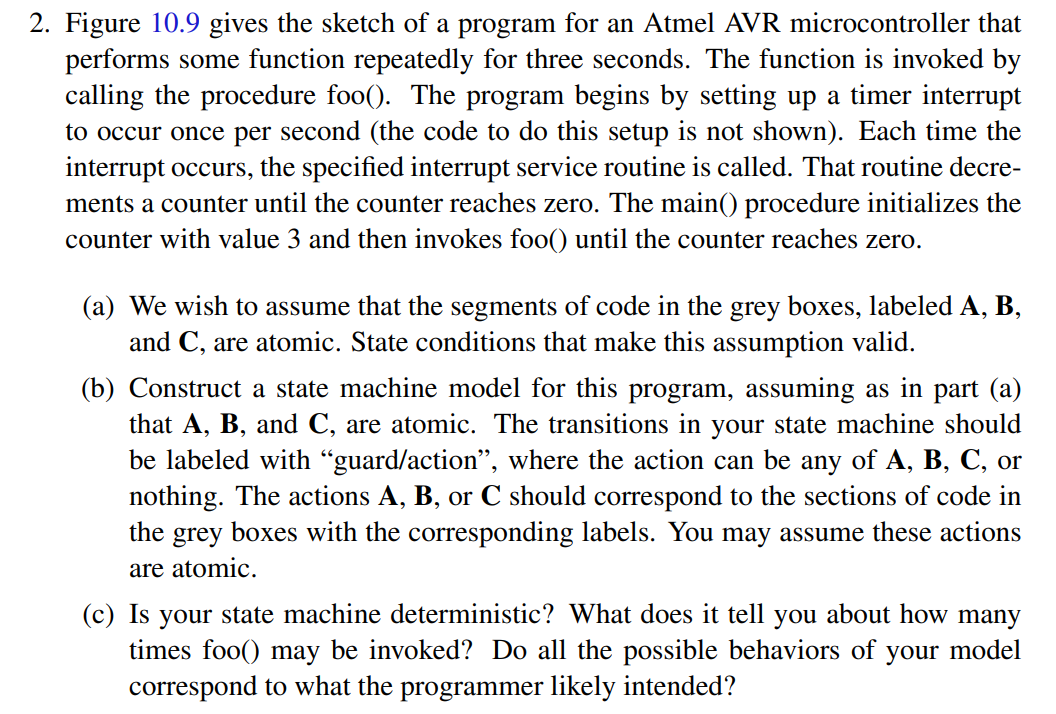 2. Figure 10.9 gives the sketch of a program for an Atmel AVR microcontroller that
performs some function repeatedly for three seconds. The function is invoked by
calling the procedure foo(). The program begins by setting up a timer interrupt
to occur once per second (the code to do this setup is not shown). Each time the
interrupt occurs, the specified interrupt service routine is called. That routine decre-
ments a counter until the counter reaches zero. The main() procedure initializes the
counter with value 3 and then invokes foo() until the counter reaches zero.
(a) We wish to assume that the segments of code in the grey boxes, labeled A, B,
and C, are atomic. State conditions that make this assumption valid.
(b) Construct a state machine model for this program, assuming as in part (a)
that A, B, and C, are atomic. The transitions in your state machine should
be labeled with “guard/action”, where the action can be any of A, B, C, or
nothing. The actions A, B, or C should correspond to the sections of code in
the grey boxes with the corresponding labels. You may assume these actions
are atomic.
(c) Is your state machine deterministic? What does it tell you about how many
times foo() may be invoked? Do all the possible behaviors of your model
correspond to what the programmer likely intended?